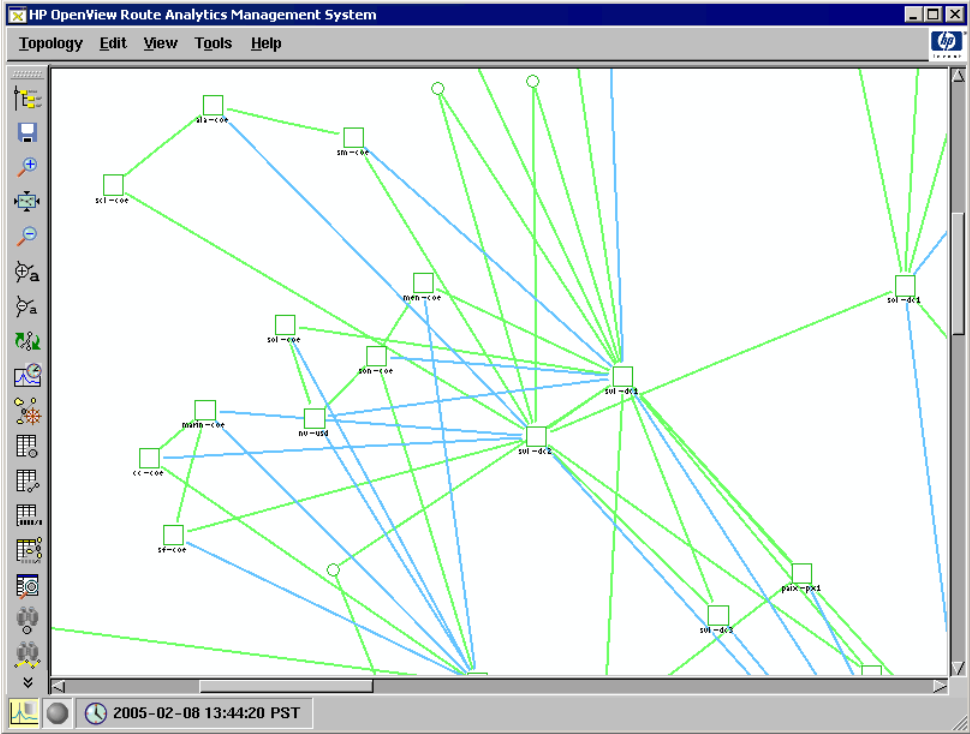 HP OpenView Route Analytics Management System
Topology Edit View Tools Help
hp
invent
ala-coe
sm-coe
scl-coe
men-coe
sol-dc1
sol-coe
son-coe
svl-dc1
marin-coe
nv-usd
svl-dc2
cc-coe
sf-coe
paix-px1
svl-dc3
a
a
2005-02-08 13:44:20 PST